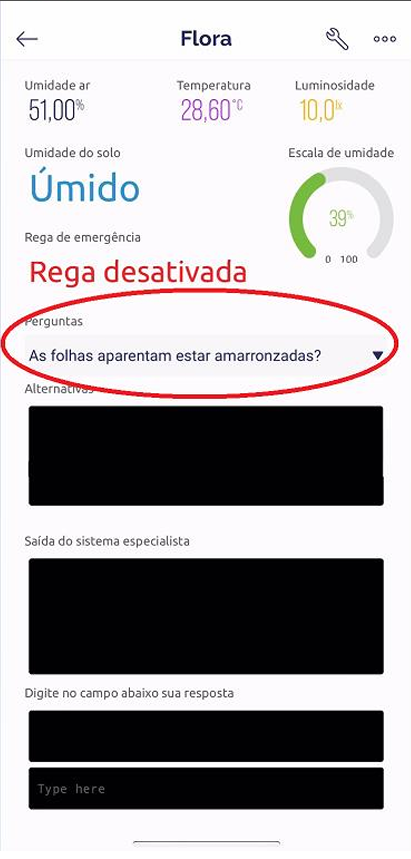 Flora
Umidade ar Temperatura Luminosidade
51,00% 28,60°C 10,0lx
Umidade do solo Escala de umidade
Úmido
39%
0 100
Rega de emergência
Rega desativada
Perguntas
As folhas aparentam estar amarronzadas?
Alternativas
Saída do sistema especialista
Digite no campo abaixo sua resposta
Type here